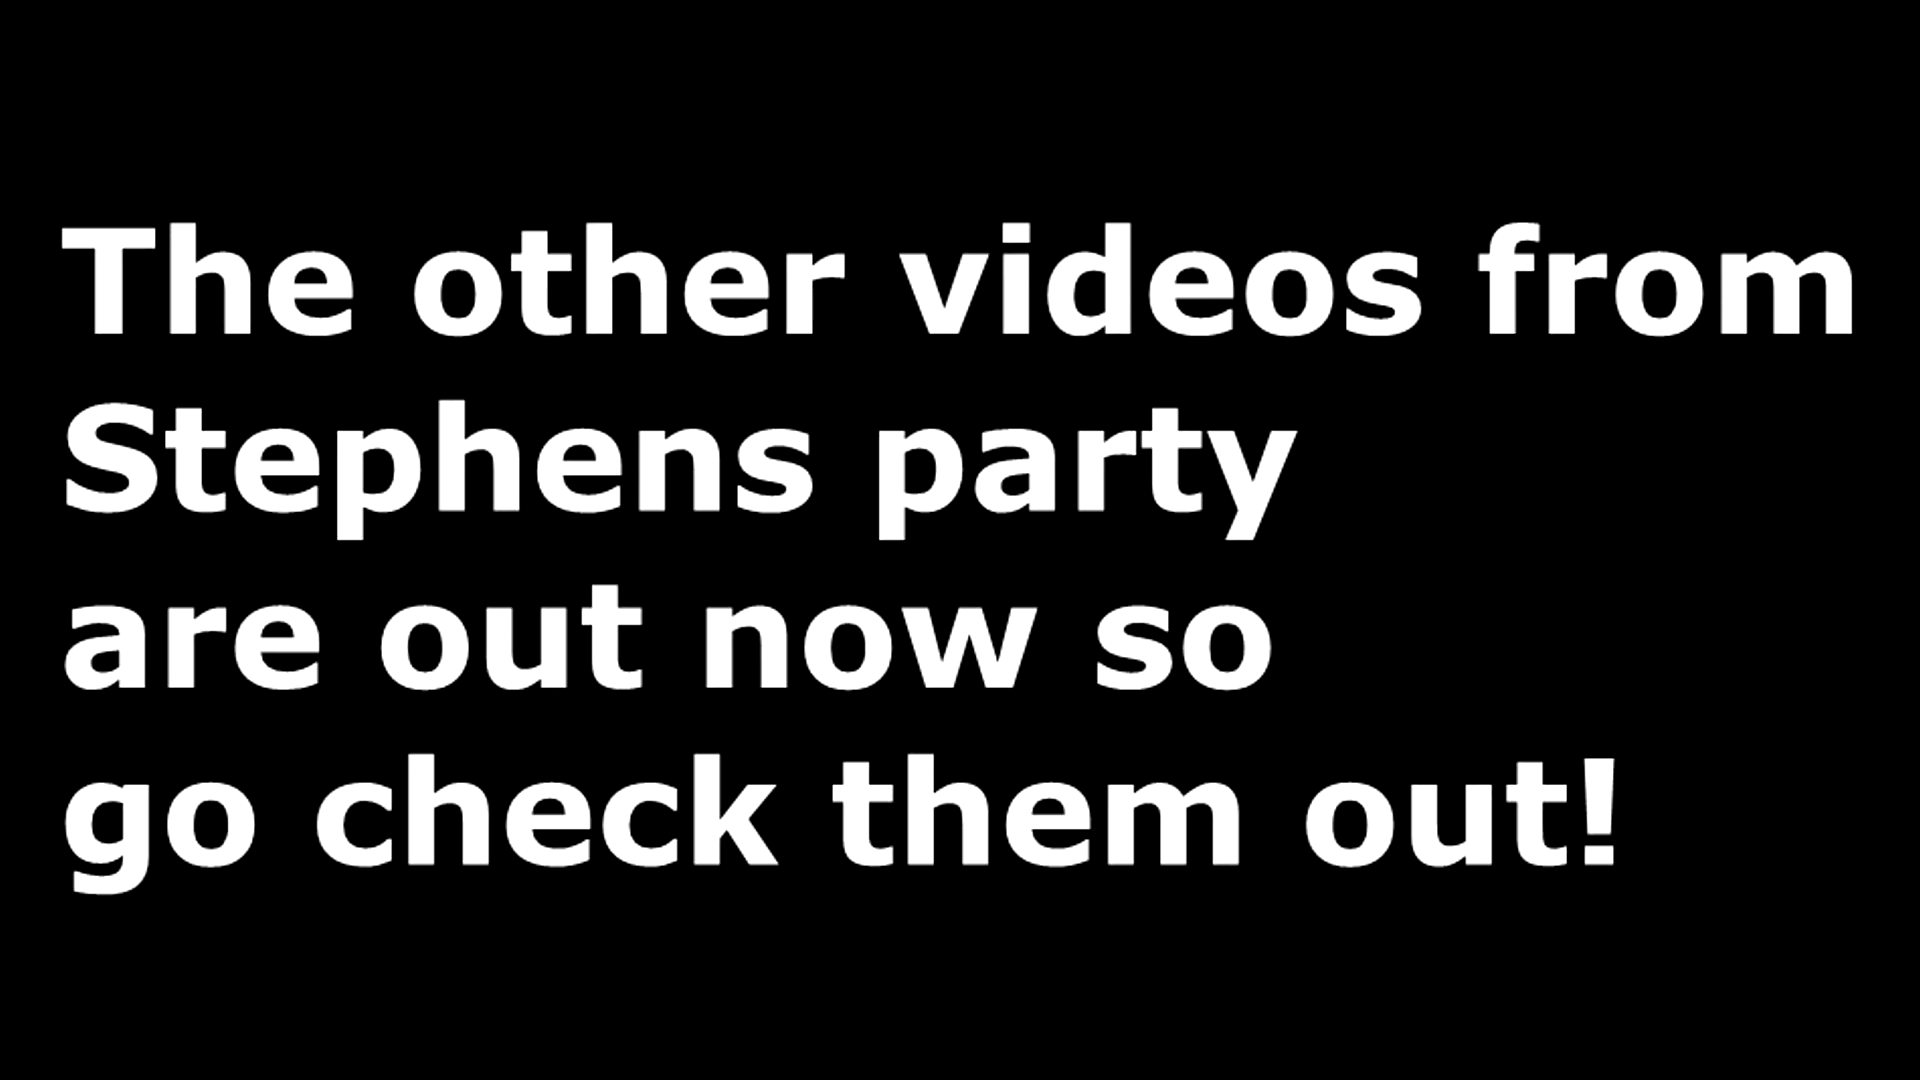 The other videos from
Stephens party
are out now so
go check them out!